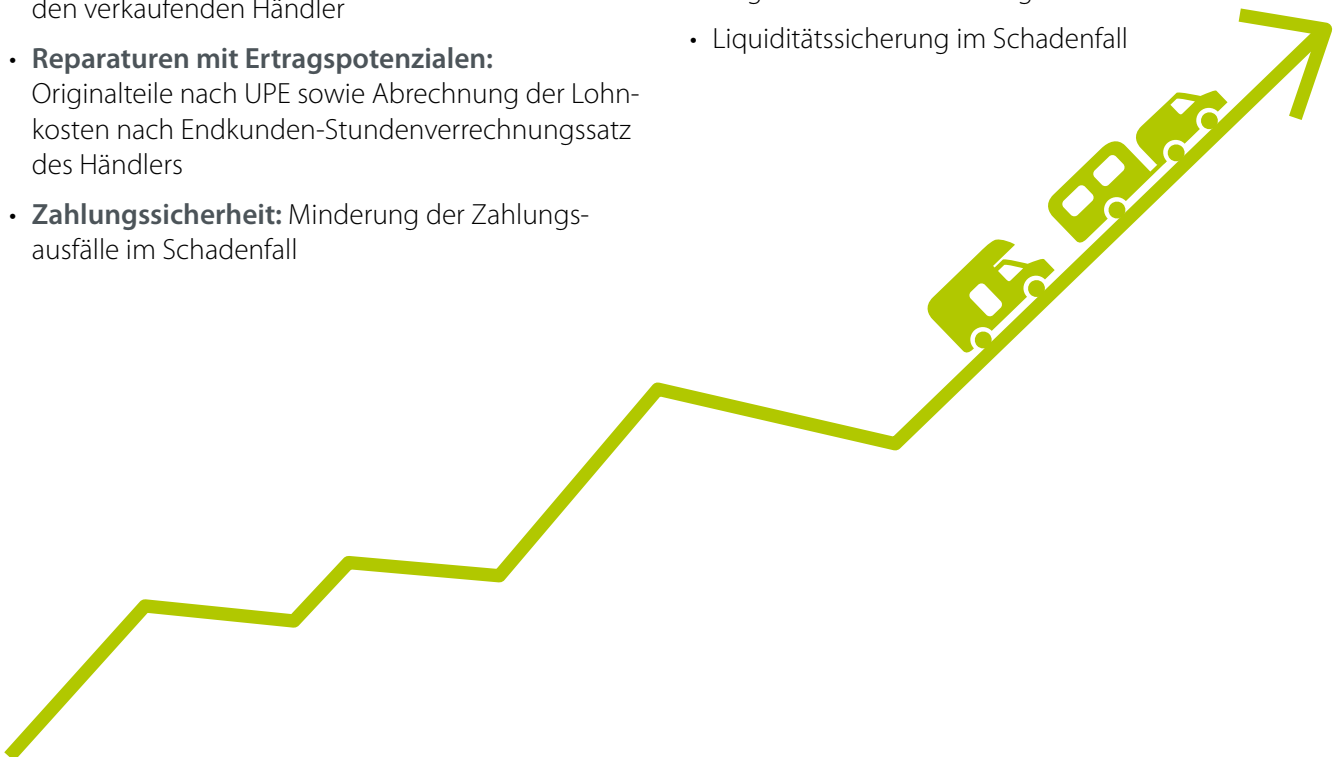 den verkaufenden Händler
• Reparaturen mit Ertragspotenzialen:
Originalteile nach UPE sowie Abrechnung der Lohn-
kosten nach Endkunden-Stundenverrechnungssatz
des Händlers
• Zahlungssicherheit: Minderung der Zahlungs-
ausfälle im Schadenfall
• Liquiditätssicherung im Schadenfall